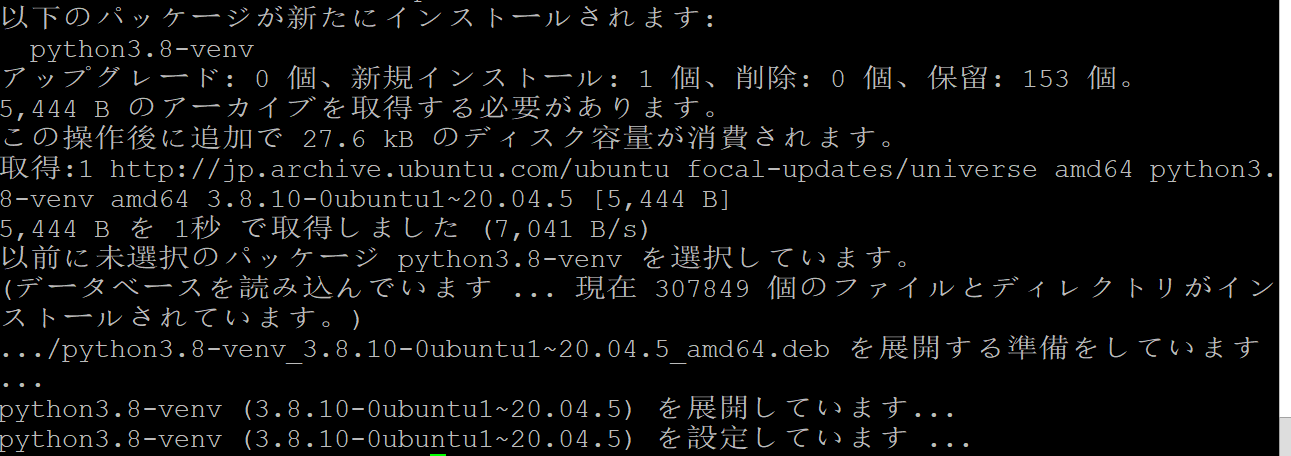 以下のパッケージが新たにインストールされます:
  python3.8-venv
アップグレード: 0 個、新規インストール: 1 個、削除: 0 個、保留: 153 個。
5,444 B のアーカイブを取得する必要があります。
この操作後に追加で 27.6 kB のディスク容量が消費されます。
取得:1 http://jp.archive.ubuntu.com/ubuntu focal-updates/universe amd64 python3.
8-venv amd64 3.8.10-0ubuntu1~20.04.5 [5,444 B]
5,444 B を 1秒 で取得しました (7,041 B/s)
以前に未選択のパッケージ python3.8-venv を選択しています。
(データベースを読み込んでいます ... 現在 307849 個のファイルとディレクトリがイン
ストールされています。)
.../python3.8-venv_3.8.10-0ubuntu1~20.04.5_amd64.deb を展開する準備をしています
...
python3.8-venv (3.8.10-0ubuntu1~20.04.5) を展開しています...
python3.8-venv (3.8.10-0ubuntu1~20.04.5) を設定しています ...